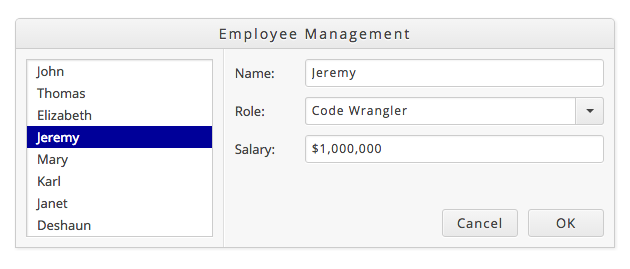 Employee Management
John
Thomas
Elizabeth
Jeremy
Mary
Karl
Janet
Deshaun
Name: Jeremy
Role: Code Wrangler
Salary: $1,000,000
Cancel OK